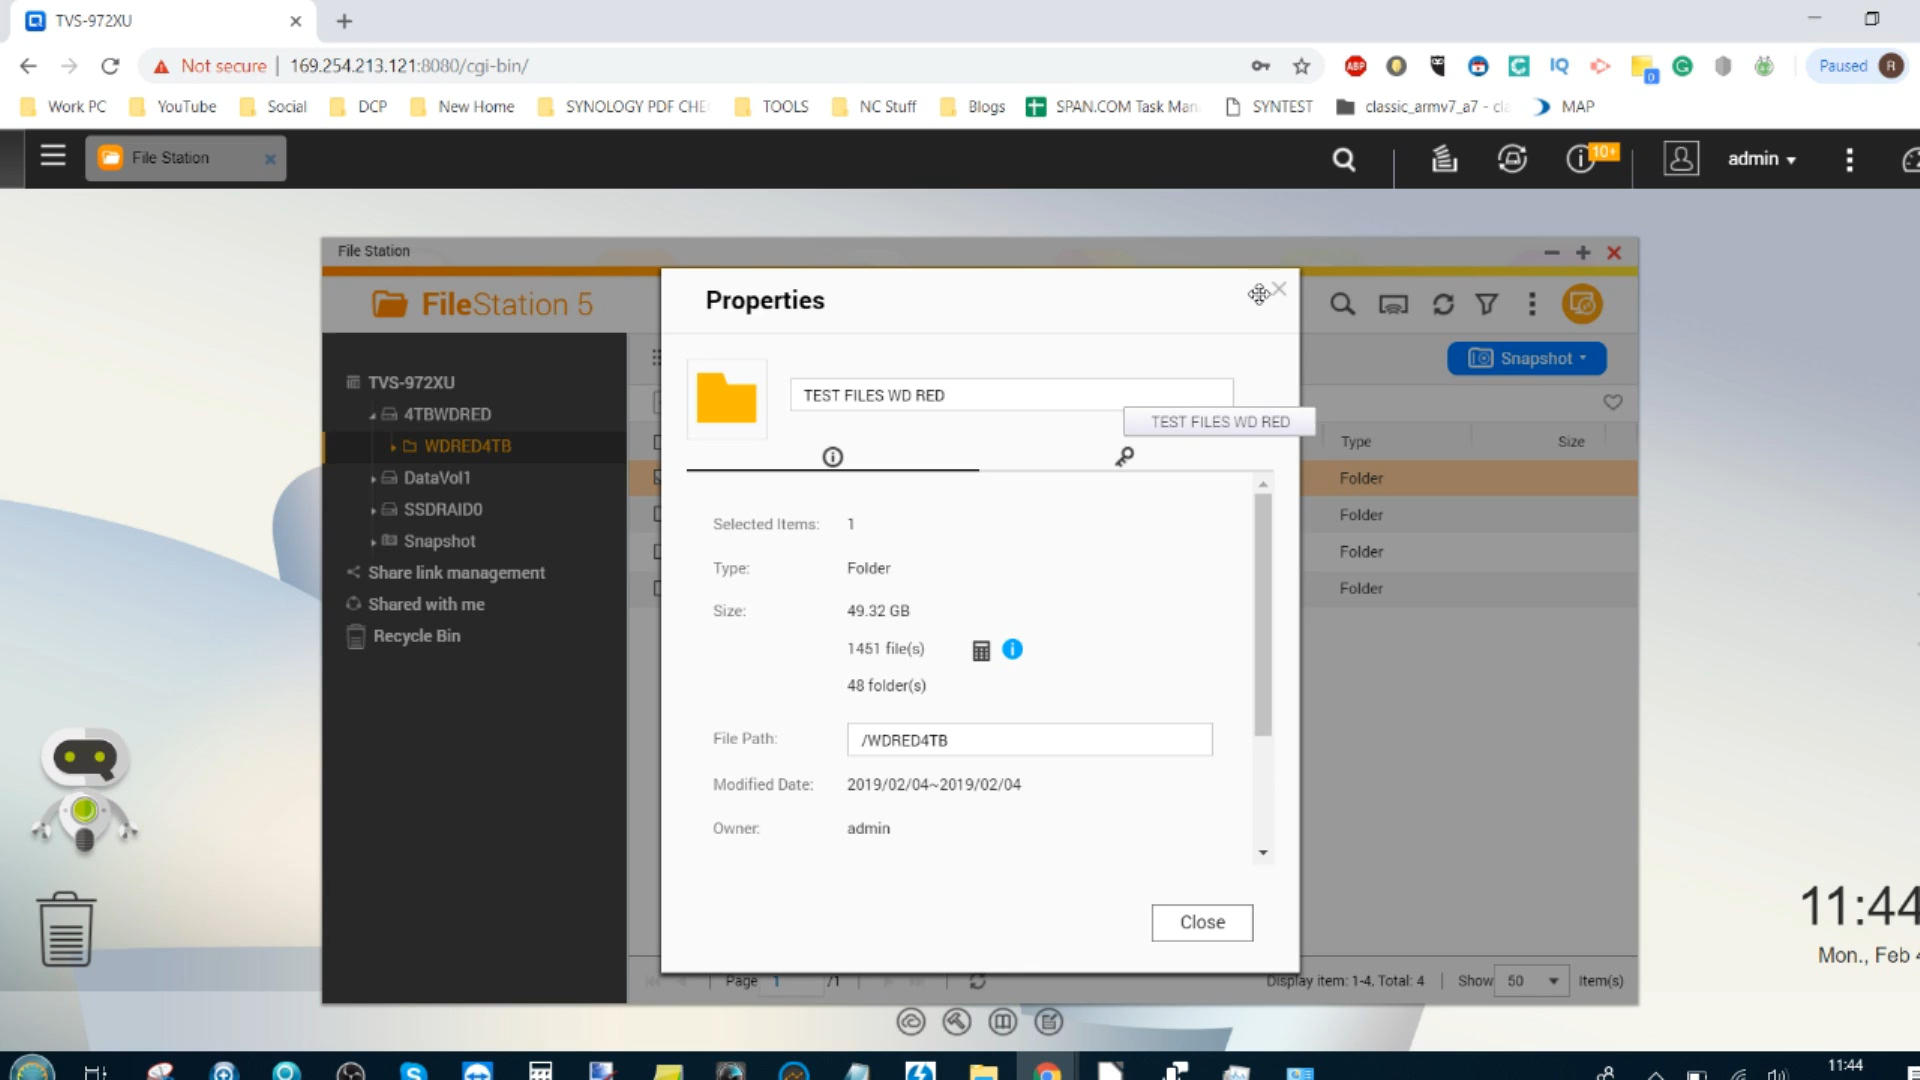 TVS-972XU
Not secure | 169.254.213.121:8080/cgi-bin/
ABP
IQ
0
Paused
R
Work PC
YouTube
Social
DCP
New Home
SYNOLOGY PDF CHE
TOOLS
NC Stuff
Blogs
SPAN.COM Task Man
SYNTEST
classic_armv7_a7 - cla
MAP
File Station
10+
admin
File Station
FileStation 5
Properties
Snapshot
TEST FILES WD RED
TEST FILES WD RED
TVS-972XU
4TBWDRED
WDRED4TB
DataVol1
SSDRAID0
Snapshot
Share link management
Shared with me
Recycle Bin
Type
Size
Folder
Folder
Folder
Folder
Selected Items: 1
Type: Folder
Size: 49.32 GB
1451 file(s)
48 folder(s)
File Path: /WDRED4TB
Modified Date: 2019/02/04~2019/02/04
Owner: admin
Close
Page 1 /1
Display item: 1-4, Total: 4 | Show 50 Item(s)
11:44
Mon., Feb 4
11:44